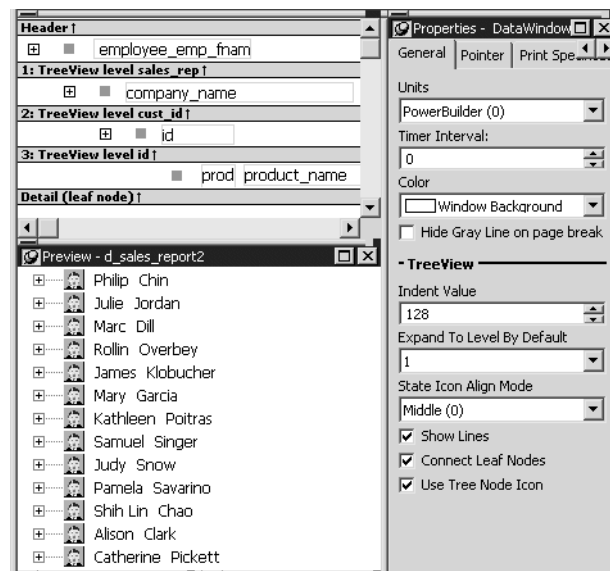 Header ↑
employee_emp_fnam
1: TreeView level sales_rep ↑
company_name
2: TreeView level cust_id ↑
id
3: TreeView level id ↑
prod product_name
Detail (leaf node) ↑
Preview - d_sales_report2
Philip Chin
Julie Jordan
Marc Dill
Rollin Overbey
James Klobucher
Mary Garcia
Kathleen Poitras
Samuel Singer
Judy Snow
Pamela Savarino
Shih Lin Chao
Alison Clark
Catherine Pickett
Properties - DataWindow
General Pointer Print
Units
PowerBuilder (0)
Timer Interval:
0
Color
Window Background
Hide Gray Line on page break
TreeView
Indent Value
128
Expand To Level By Default
1
State Icon Align Mode
Middle (0)
Show Lines
Connect Leaf Nodes
Use Tree Node Icon